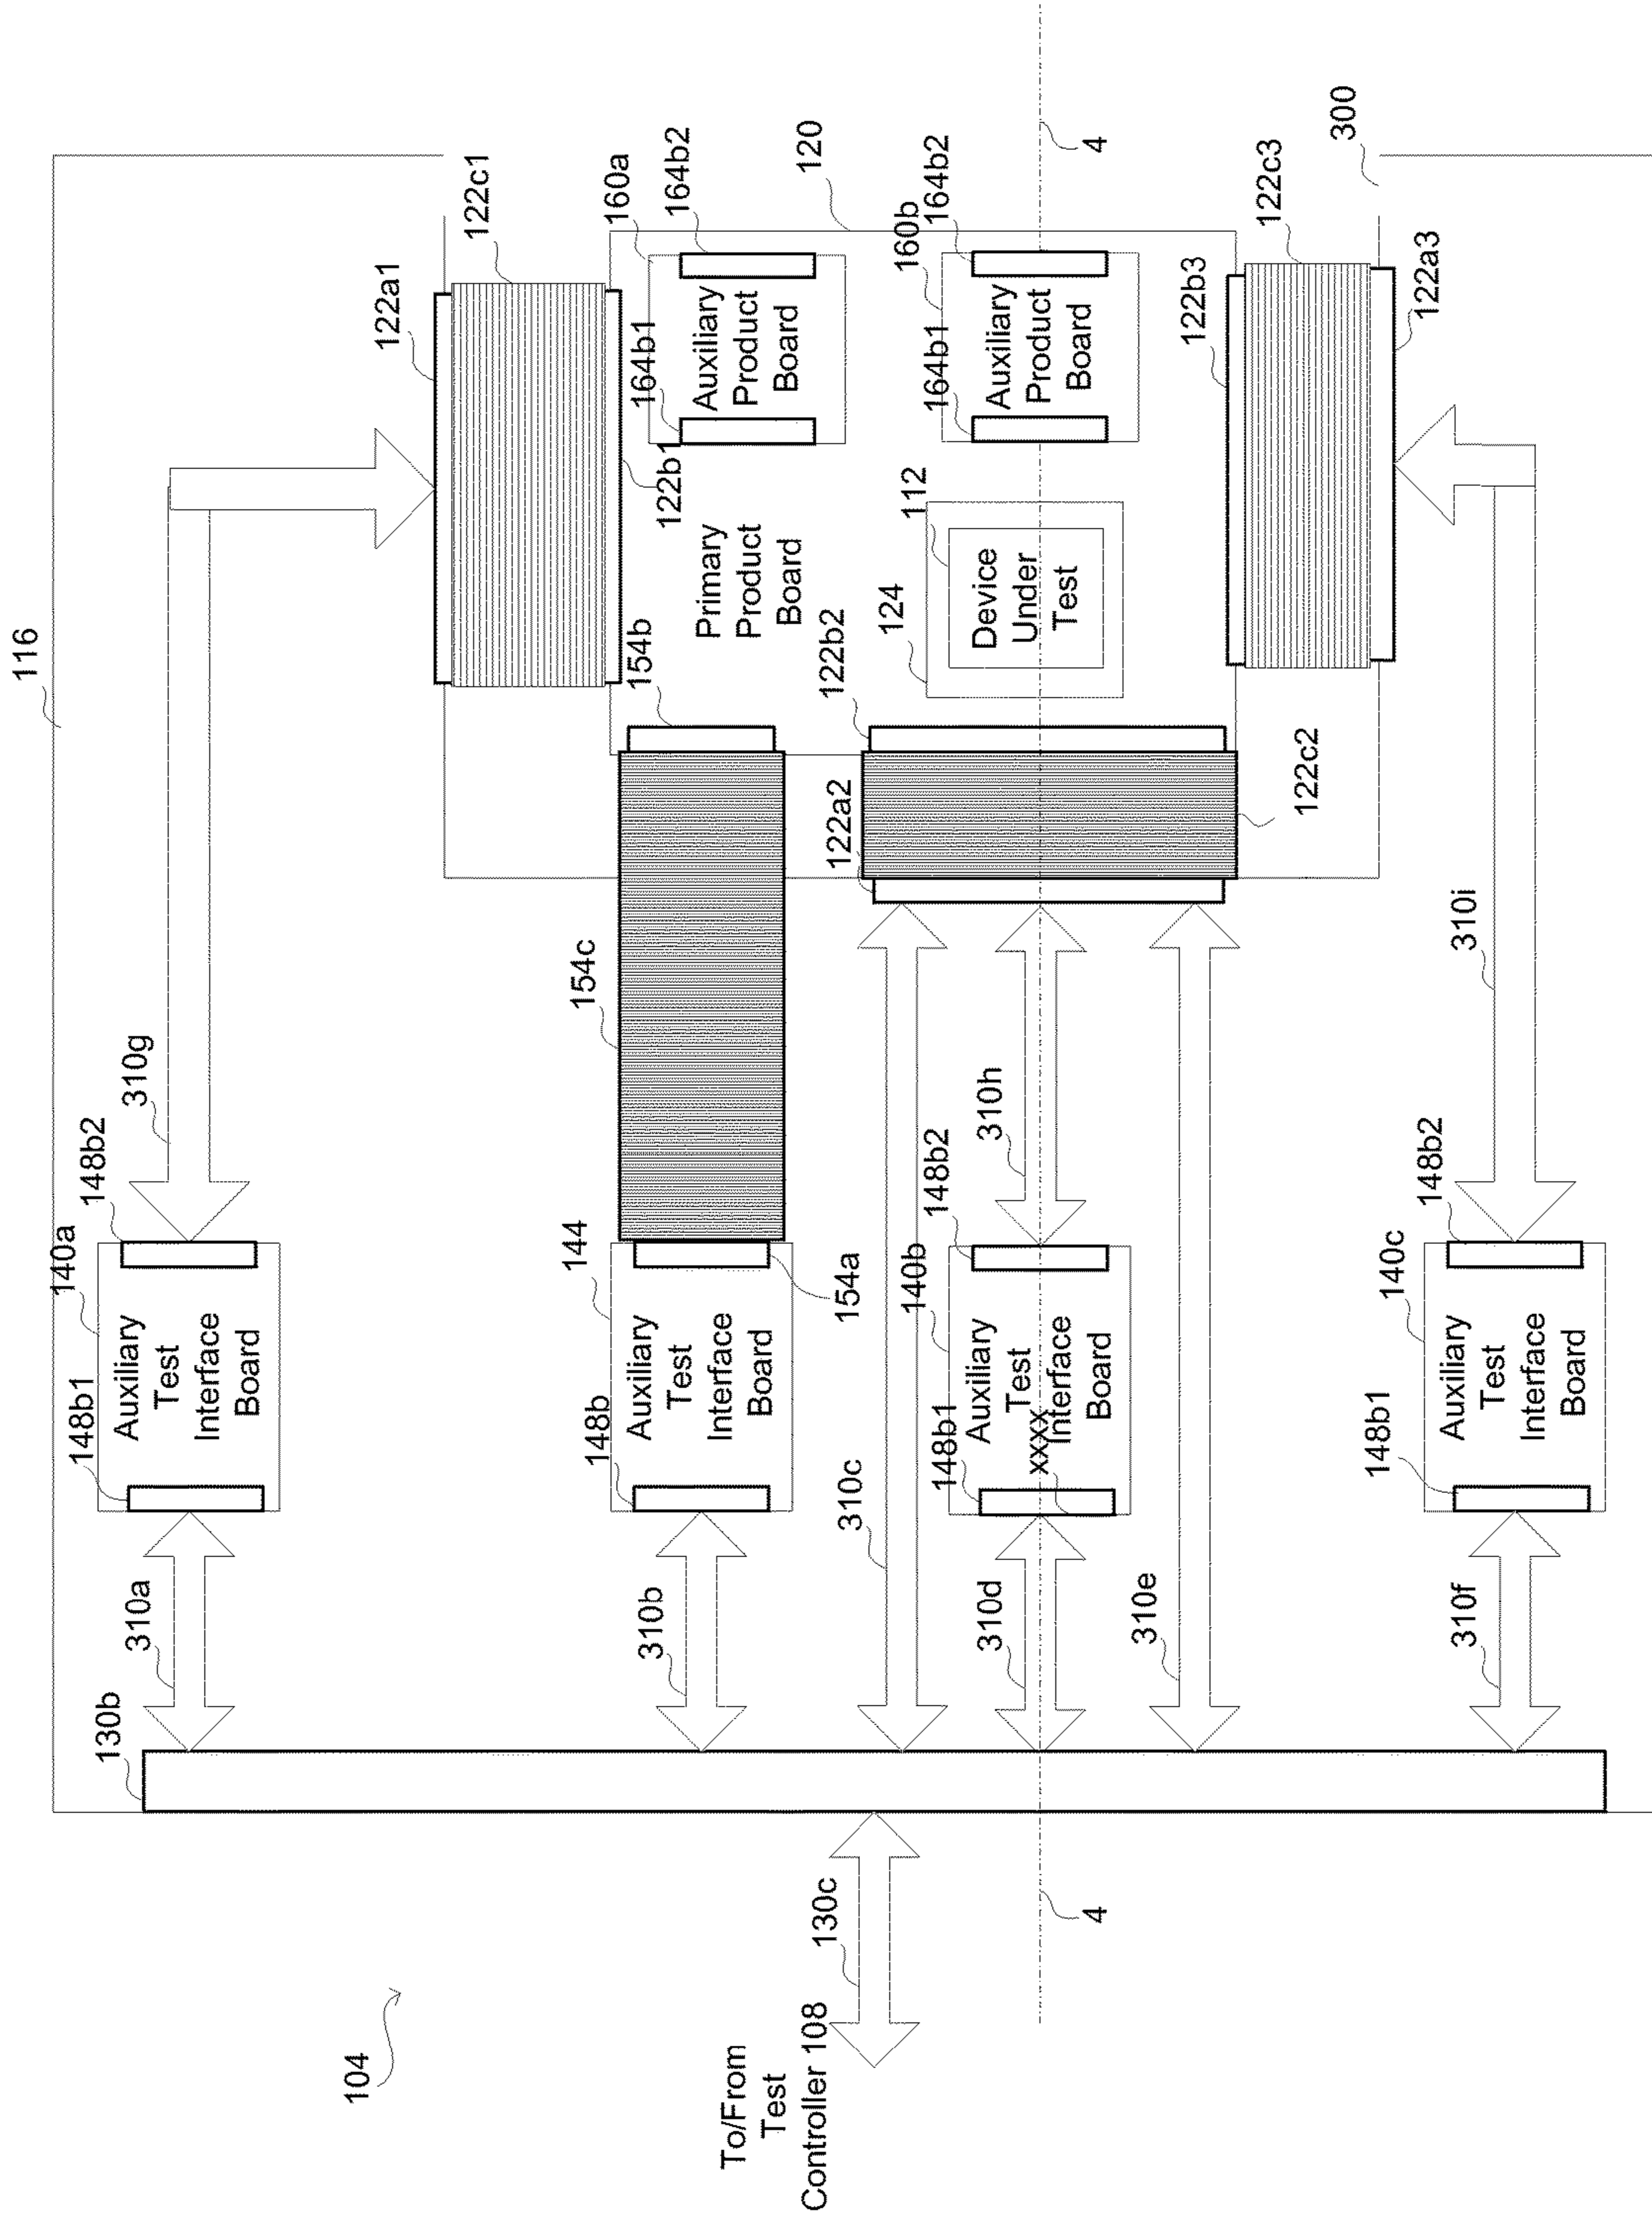 116
122a1
122c1
120
160a
164b2
164b1
Auxiliary
Product
Board
122b1
Primary
Product
Board
160b
164b2
164b1
Auxiliary
Product
Board
4
112
124
Device
Under
Test
300
122c3
122b3
122a3
154b
122b2
122a2
122c2
154c
310g
310h
310i
140a
148b2
Auxiliary
Test
Interface
Board
148b1
144
154a
Auxiliary
Test
Interface
Board
148b
140b
148b2
Auxiliary
Test
Interface
Board
148b1
xxxx
140c
148b2
Auxiliary
Test
Interface
Board
148b1
310a
310b
310c
310d
310e
310f
130b
130c
4
104
To/From
Test
Controller 108